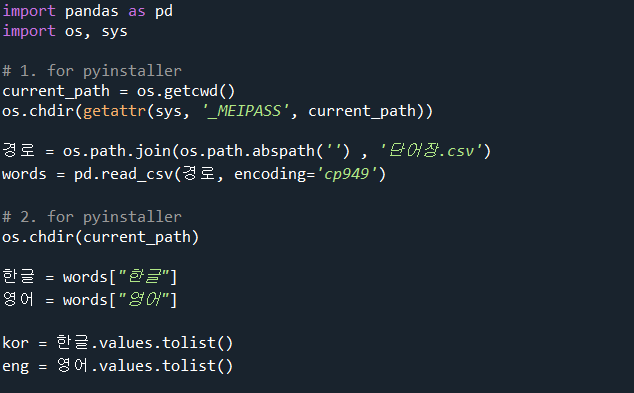 import pandas as pd
import os, sys
# 1. for pyinstaller
current_path = os.getcwd()
os.chdir(getattr(sys, '_MEIPASS', current_path))
경로 = os.path.join(os.path.abspath('') , '단어장.csv')
words = pd.read_csv(경로, encoding='cp949')
# 2. for pyinstaller
os.chdir(current_path)
한글 = words["한글"]
영어 = words["영어"]
kor = 한글.values.tolist()
eng = 영어.values.tolist()